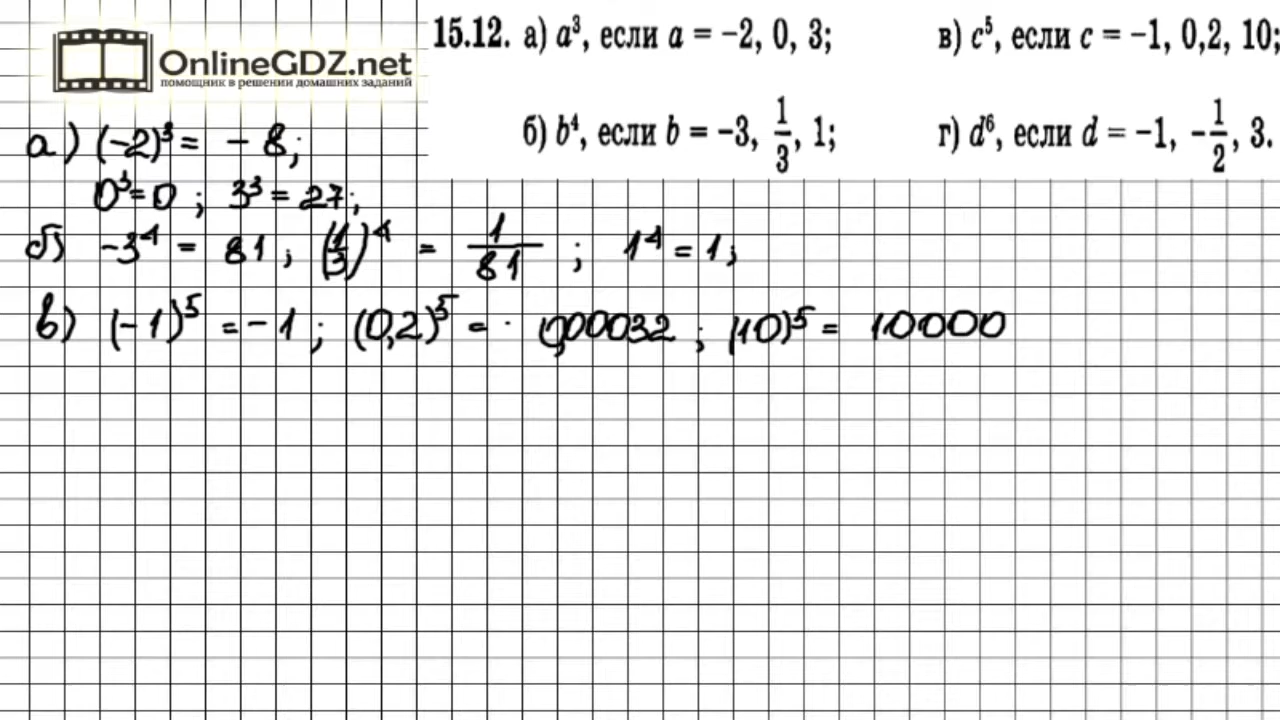 OnlineGDZ.net
помощник в решении домашних заданий
15.12. а) a³, если a = −2, 0, 3;
в) c⁵, если c = −1, 0,2, 10;
б) b⁴, если b = −3, 1/3, 1;
г) d⁶, если d = −1, −1/2, 3.
а) (-2)³ = - 8;
0³=0 ; 3³ = 27;
б) -3⁴ = 81 ; (1/3)⁴ = 1/81 ; 1⁴ = 1;
в) (-1)⁵ = -1 ; (0,2)⁵ = 0,00032 ; (10)⁵ = 10000